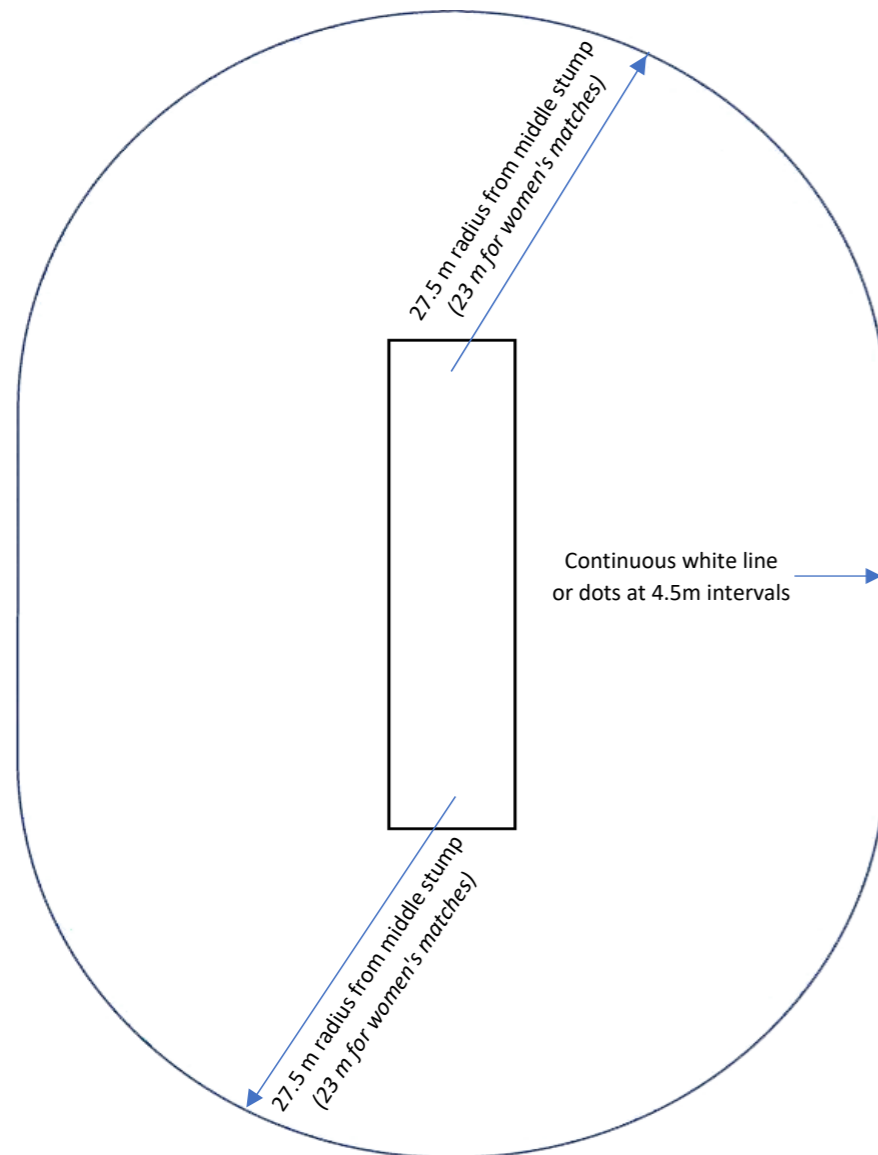 27.5 m radius from middle stump
(23 m for women's matches)
Continuous white line
or dots at 4.5m intervals
27.5 m radius from middle stump
(23 m for women's matches)